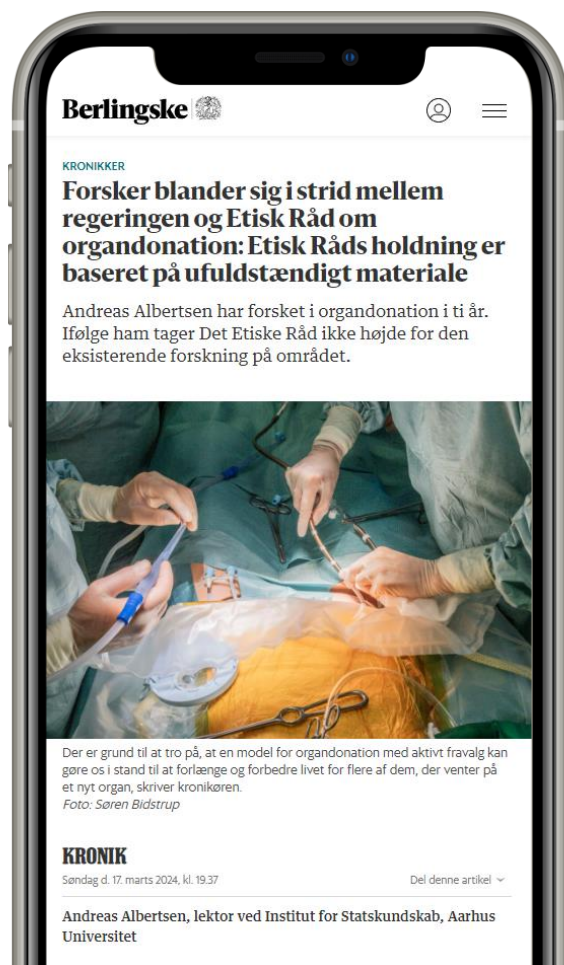 Berlingske
KRONIKKER
Forsker blander sig i strid mellem
regeringen og Etisk Råd om
organdonation: Etisk Råds holdning er
baseret på ufuldstændigt materiale
Andreas Albertsen har forsket i organdonation i ti år.
Ifølge ham tager Det Etiske Råd ikke højde for den
eksisterende forskning på området.
Der er grund til at tro på, at en model for organdonation med aktivt fravalg kan
gøre os i stand til at forlænge og forbedre livet for flere af dem, der venter på
et nyt organ, skriver kronikøren.
Foto: Søren Bidstrup
KRONIK
Søndag d. 17. marts 2024, kl. 19.37
Del denne artikel
Andreas Albertsen, lektor ved Institut for Statskundskab, Aarhus
Universitet